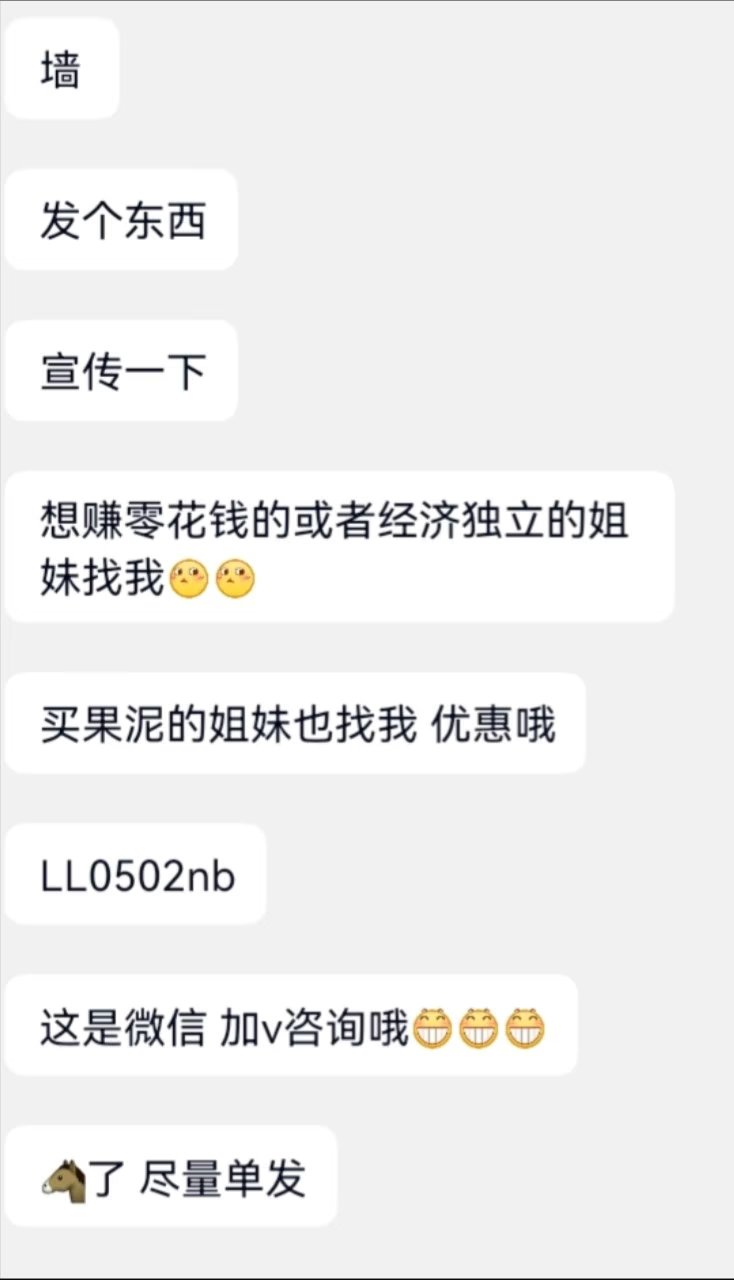 墙
发个东西
宣传一下
想赚零花钱的或者经济独立的姐
妹找我
买果泥的姐妹也找我 优惠哦
LL0502nb
这是微信 加v咨询哦
了 尽量单发